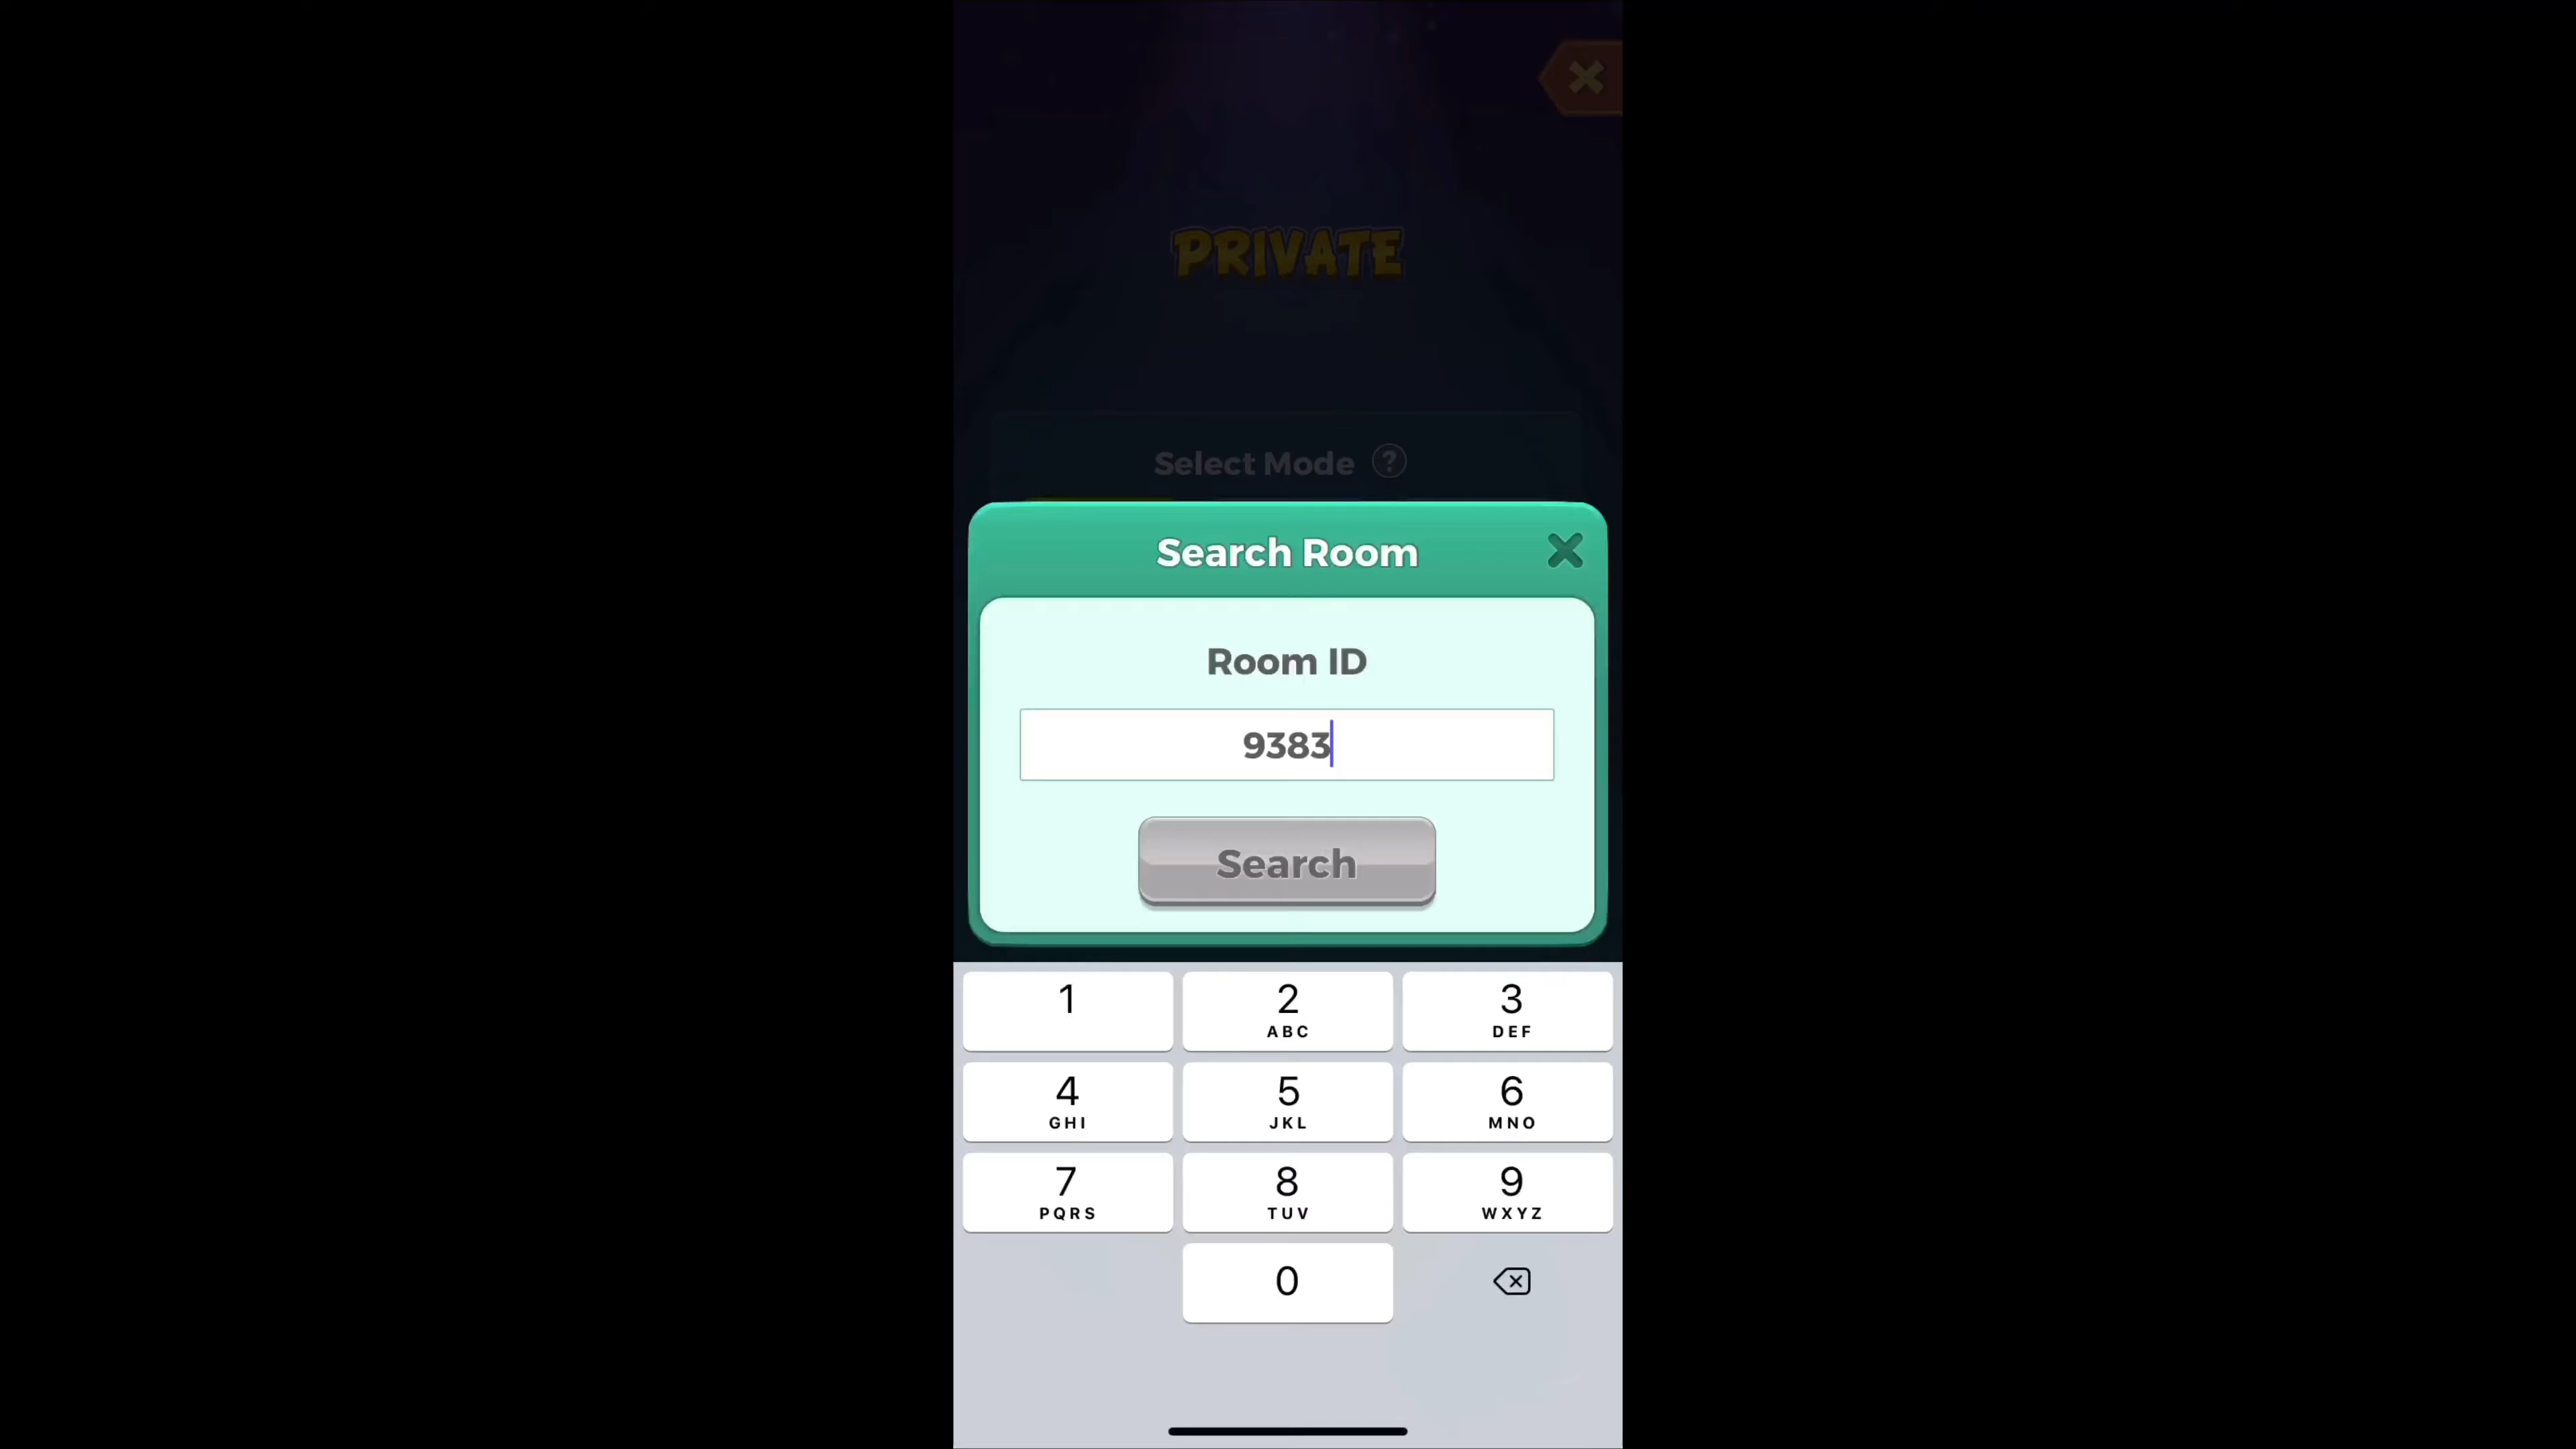 PRIVATE
Select Mode ?
Search Room
Room ID
9383
Search
1 2 3
ABC DEF
4 5 6
GHI JKL MNO
7 8 9
PQRS TUV WXYZ
0